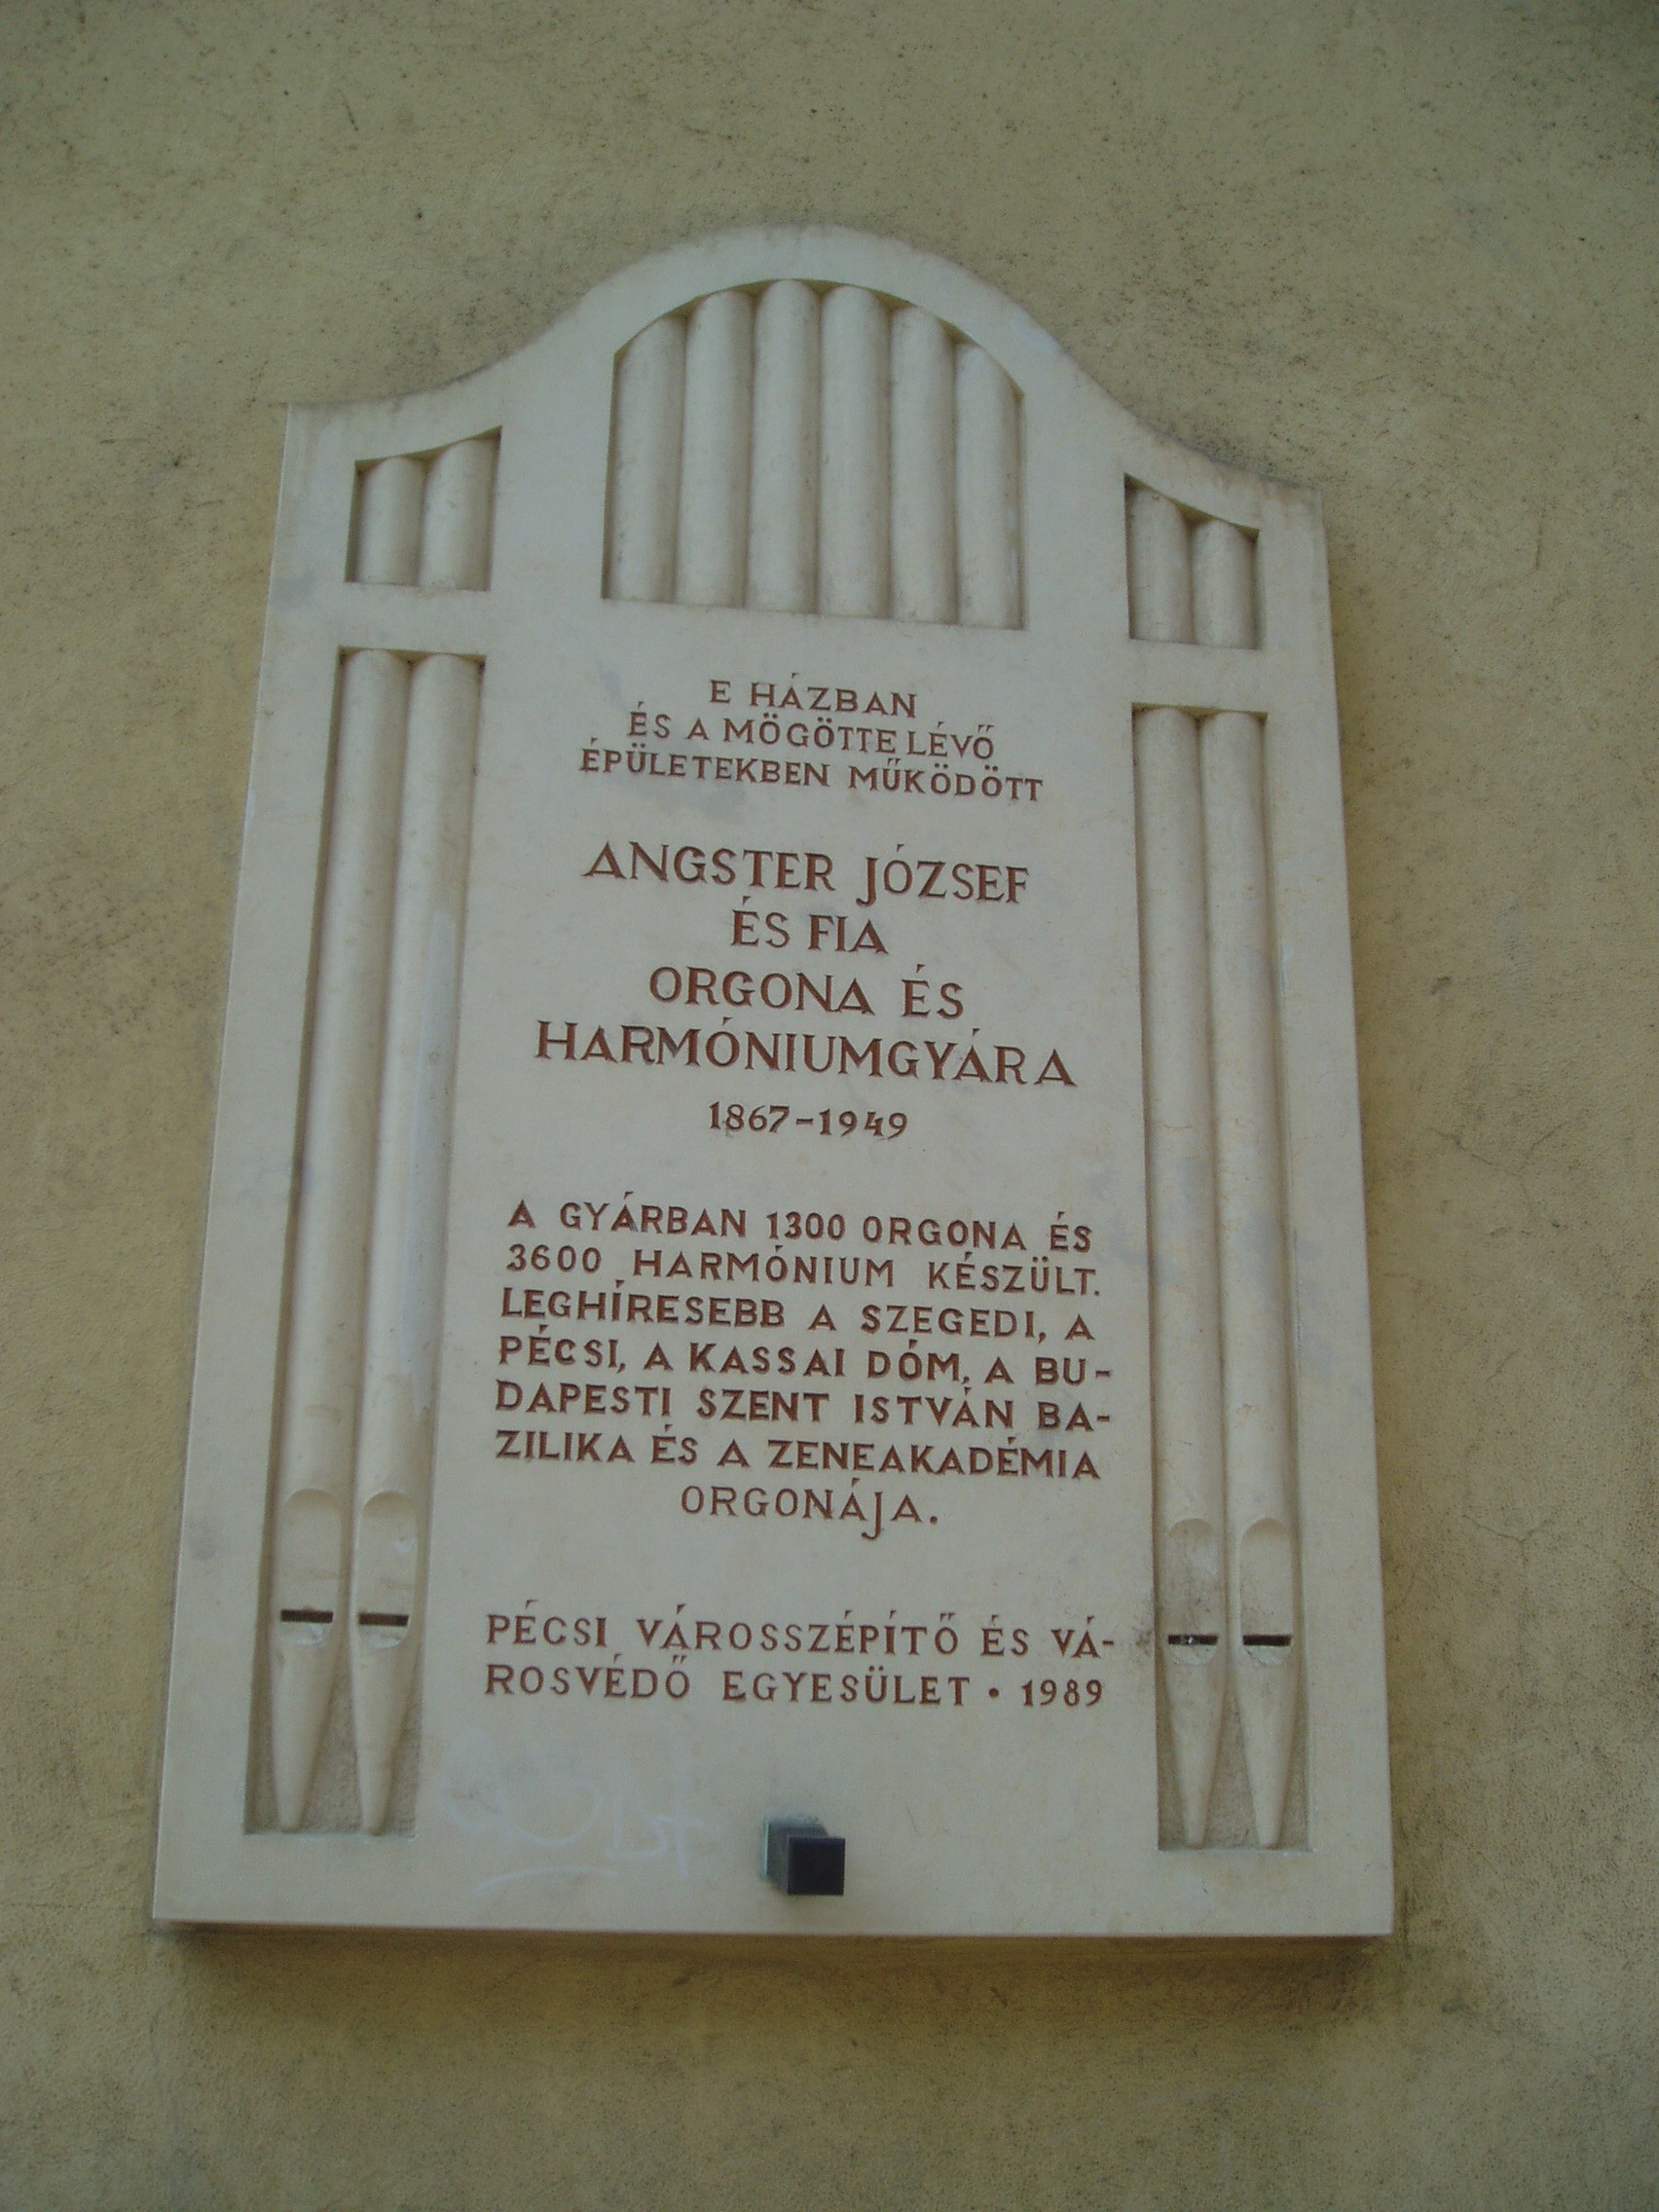 E HÁZBAN
ÉS A MÖGÖTTE LÉVŐ
ÉPÜLETEKBEN MŰKÖDÖTT
ANGSTER JÓZSEF
ÉS FIA
ORGONA ÉS
HARMÓNIUMGYÁRA
1867-1949
A GYÁRBAN 1300 ORGONA ÉS
3600 HARMÓNIUM KÉSZÜLT.
LEGHÍRESEBB A SZEGEDI, A
PÉCSI, A KASSAI DÓM, A BU-
DAPESTI SZENT ISTVÁN BA-
ZILIKA ÉS A ZENEAKADÉMIA
ORGONÁJA.
PÉCSI VÁROSSZÉPÍTŐ ÉS VÁ-
ROSVÉDŐ EGYESÜLET • 1989